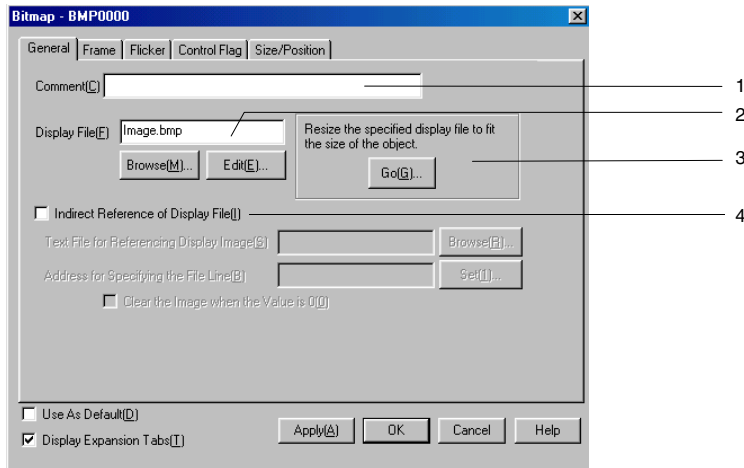 Bitmap - BMP0000
General Frame Flicker Control Flag Size/Position
Comment(C) 1
2
Display File(F) Image.bmp
Resize the specified display file to fit
the size of the object.
3
Browse(M)... Edit(E)... Go(G)...
Indirect Reference of Display File(I) 4
Text File for Referencing Display Image(S) Browse(R)...
Address for Specifying the File Line(B) Set(1)...
Clear the Image when the Value is 0(0)
Use As Default(D)
Display Expansion Tabs(T)
Apply(A) OK Cancel Help